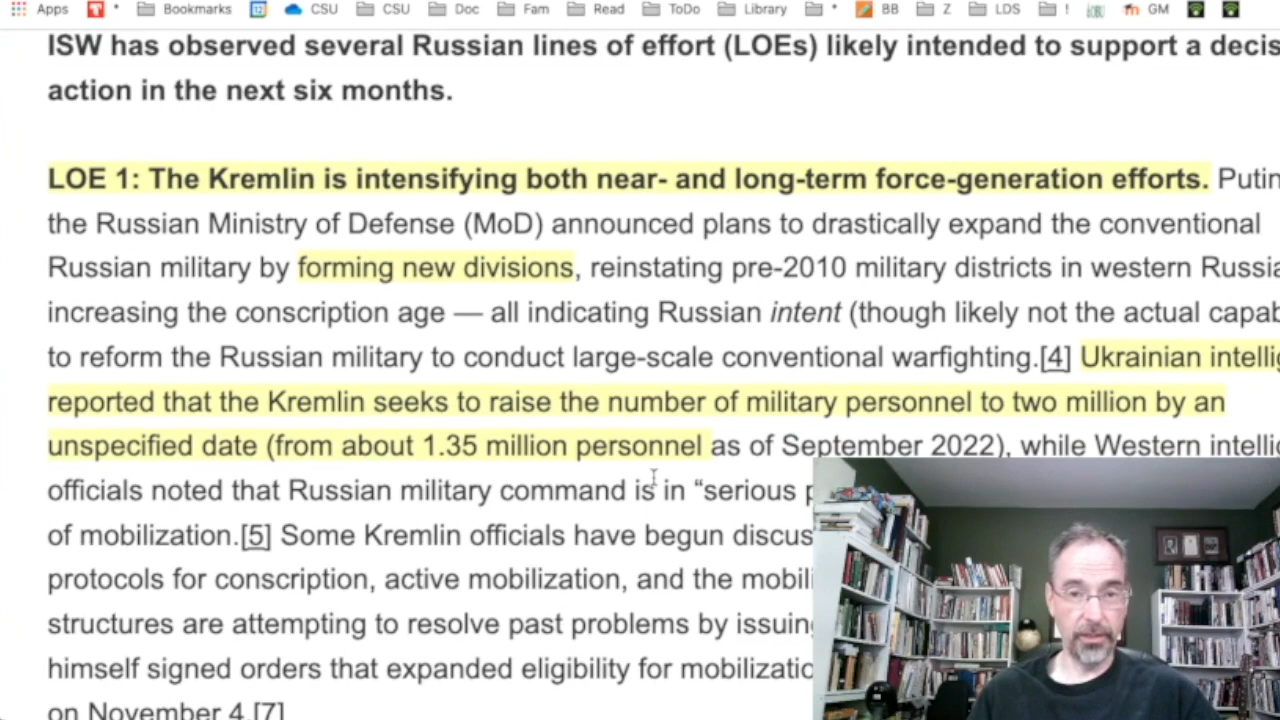 Apps * Bookmarks CSU CSU Doc Fam Read ToDo Library * BB Z LDS ! GM
ISW has observed several Russian lines of effort (LOEs) likely intended to support a
action in the next six months.
LOE 1: The Kremlin is intensifying both near- and long-term force-generation efforts. Putin
the Russian Ministry of Defense (MoD) announced plans to drastically expand the conventional
Russian military by forming new divisions, reinstating pre-2010 military districts in western
increasing the conscription age — all indicating Russian intent (though likely not the actual
to reform the Russian military to conduct large-scale conventional warfighting.[4] Ukrainian
reported that the Kremlin seeks to raise the number of military personnel to two million by an
unspecified date (from about 1.35 million personnel as of September 2022), while Western
officials noted that Russian military command is in “serious
of mobilization.[5] Some Kremlin officials have begun
protocols for conscription, active mobilization, and the
structures are attempting to resolve past problems by
himself signed orders that expanded eligibility for
on November 4.[7]